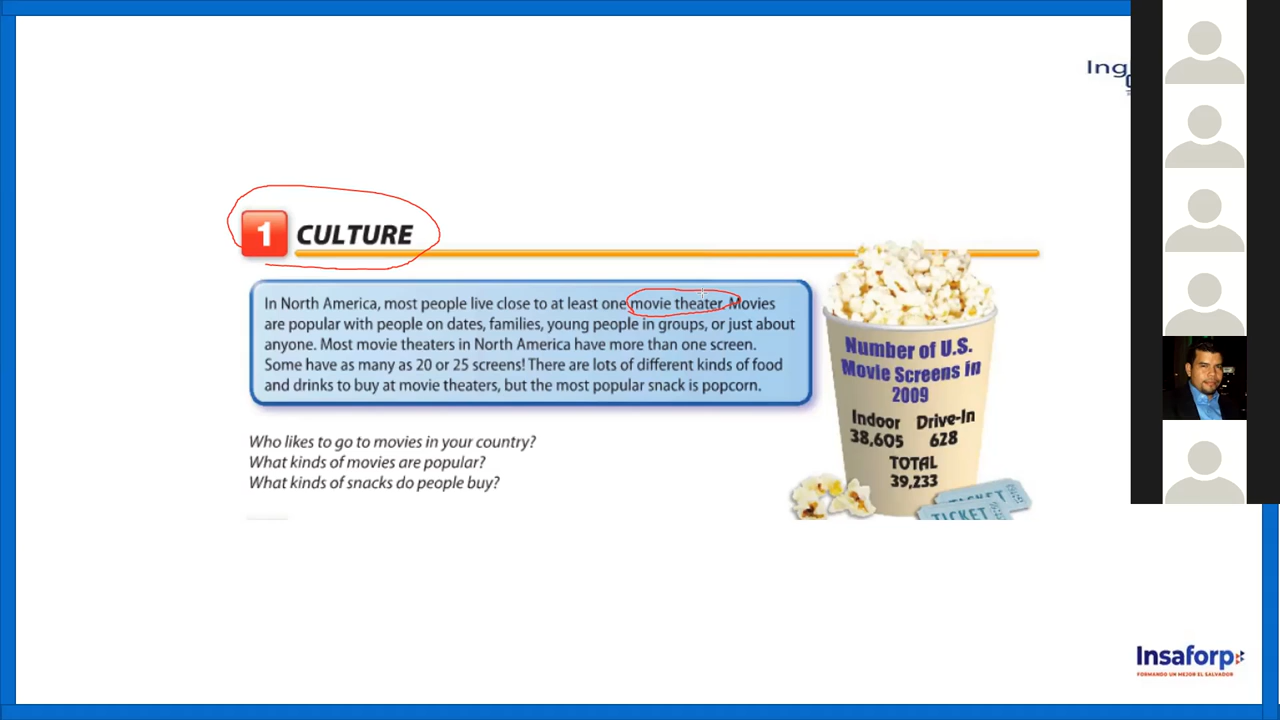 Ing
1 CULTURE
In North America, most people live close to at least one movie theater. Movies
are popular with people on dates, families, young people in groups, or just about
anyone. Most movie theaters in North America have more than one screen.
Some have as many as 20 or 25 screens! There are lots of different kinds of food
and drinks to buy at movie theaters, but the most popular snack is popcorn.
Number of U.S.
Movie Screens in
2009
Indoor Drive-In
38,605 628
TOTAL
39,233
TICKET
TICKET
Who likes to go to movies in your country?
What kinds of movies are popular?
What kinds of snacks do people buy?
Insaforp
FORMANDO UN MEJOR EL SALVADOR